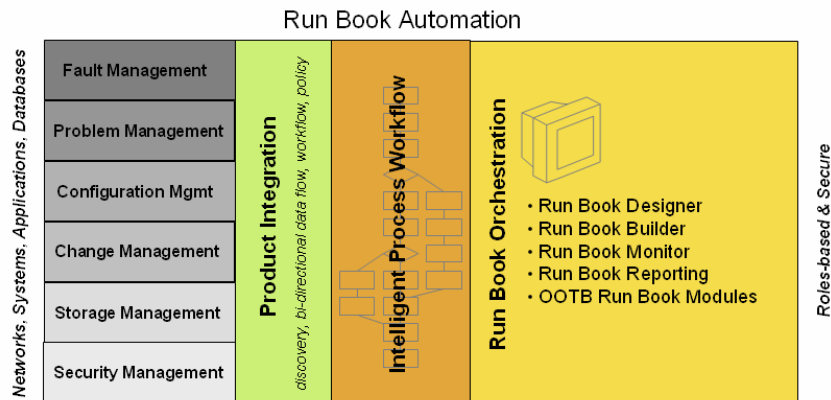 Run Book Automation
Networks, Systems, Applications, Databases
Fault Management
Problem Management
Configuration Mgmt
Change Management
Storage Management
Security Management
Product Integration
discovery, bi-directional data flow, workflow, policy
Intelligent Process Workflow
Run Book Orchestration
· Run Book Designer
· Run Book Builder
· Run Book Monitor
· Run Book Reporting
· OOTB Run Book Modules
Roles-based & Secure